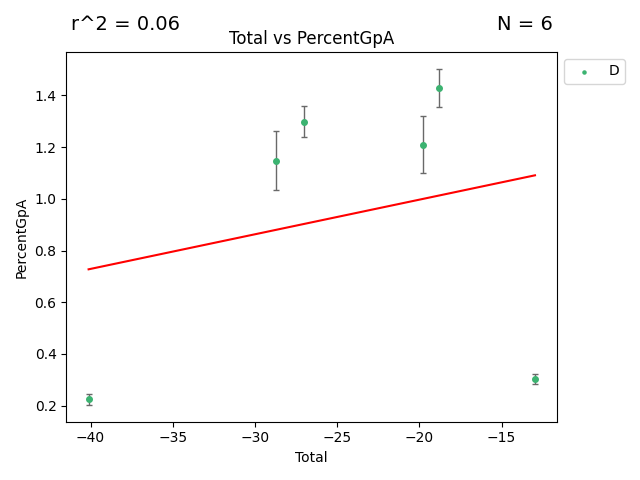 r^2 = 0.06
N = 6
Total vs PercentGpA
D
1.4
1.2
1.0
0.8
0.6
0.4
0.2
PercentGpA
−40
−35
−30
−25
−20
−15
Total